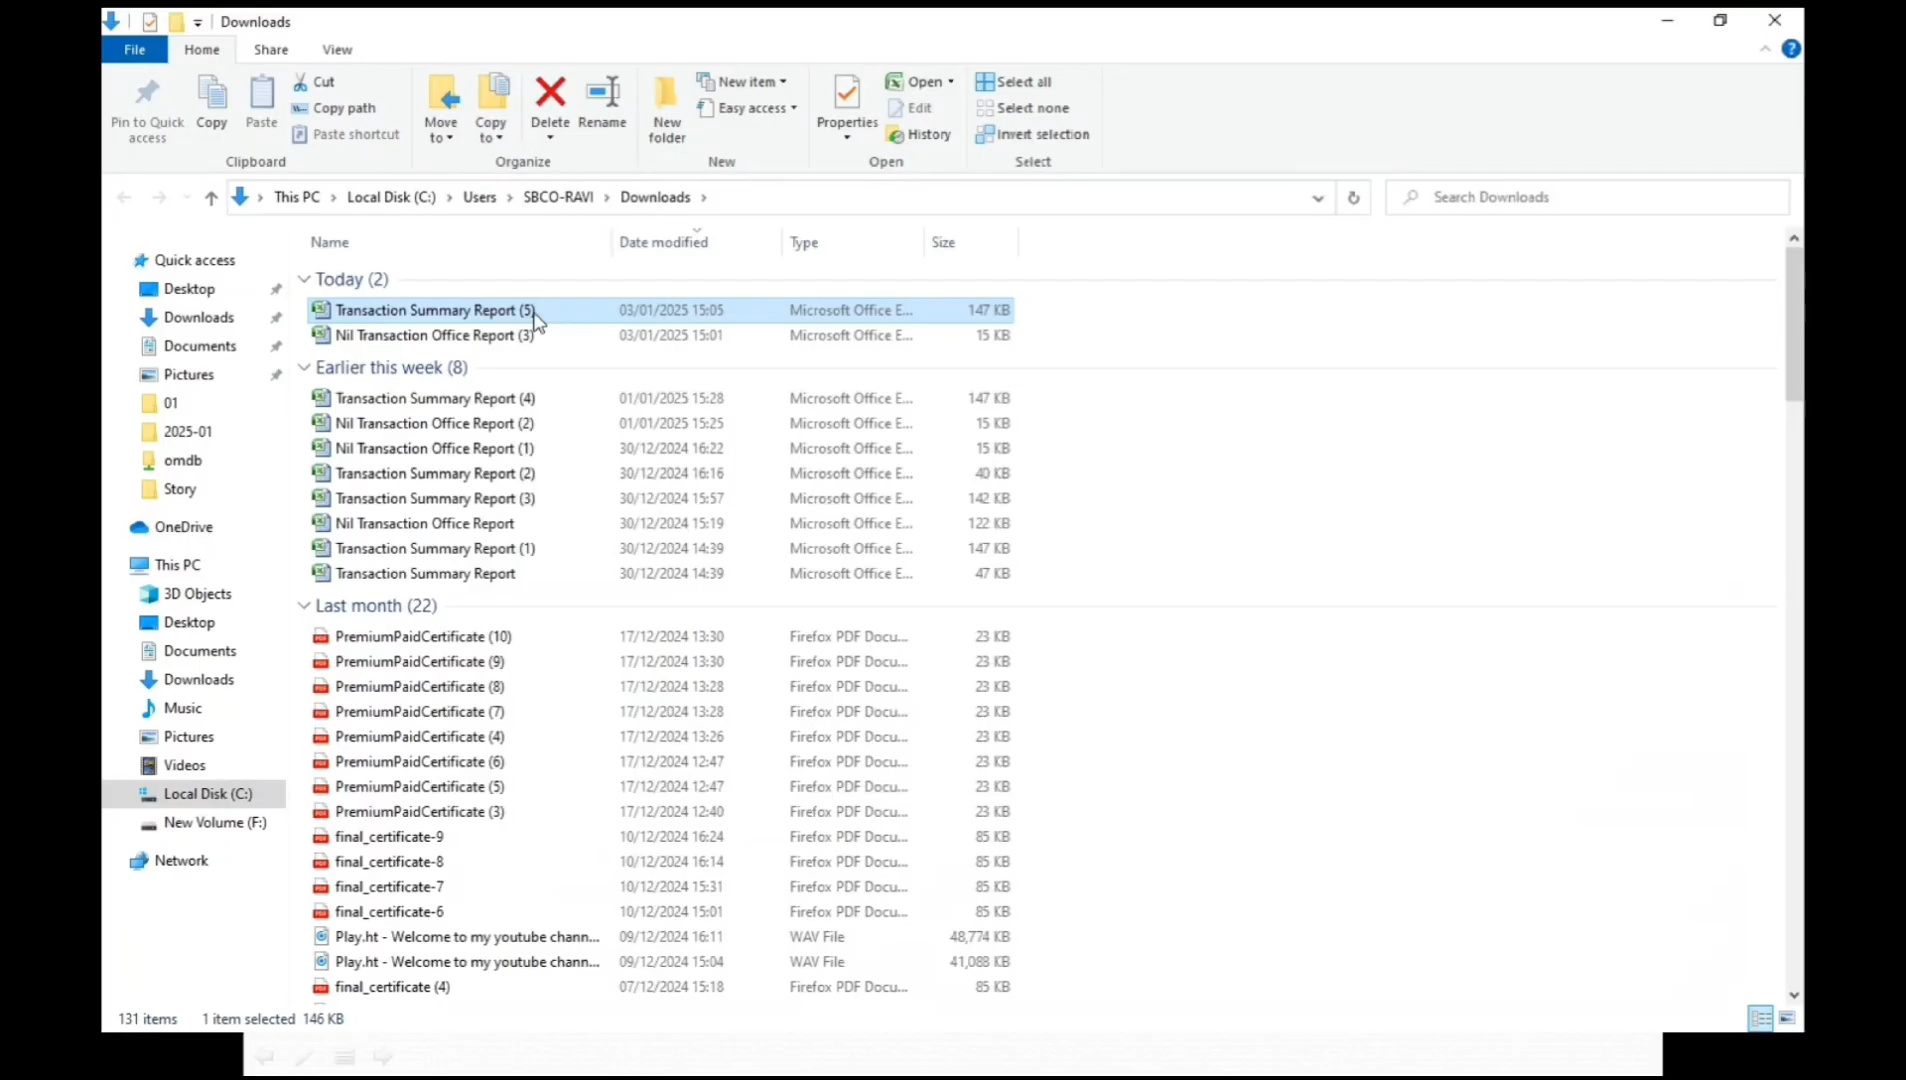 Downloads
File Home Share View
Pin to Quick access
Copy
Paste
Cut
Copy path
Paste shortcut
Clipboard
Move to
Copy to
Delete
Rename
Organize
New folder
New item
Easy access
New
Properties
Open
Edit
History
Open
Select all
Select none
Invert selection
Select
This PC > Local Disk (C:) > Users > SBCO-RAVI > Downloads >
Search Downloads
Quick access
Desktop
Downloads
Documents
Pictures
01
2025-01
omdb
Story
OneDrive
This PC
3D Objects
Desktop
Documents
Downloads
Music
Pictures
Videos
Local Disk (C:)
New Volume (F:)
Network
Name Date modified Type Size
Today (2)
Transaction Summary Report (5) 03/01/2025 15:05 Microsoft Office E... 147 KB
Nil Transaction Office Report (3) 03/01/2025 15:01 Microsoft Office E... 15 KB
Earlier this week (8)
Transaction Summary Report (4) 01/01/2025 15:28 Microsoft Office E... 147 KB
Nil Transaction Office Report (2) 01/01/2025 15:25 Microsoft Office E... 15 KB
Nil Transaction Office Report (1) 30/12/2024 16:22 Microsoft Office E... 15 KB
Transaction Summary Report (2) 30/12/2024 16:16 Microsoft Office E... 40 KB
Transaction Summary Report (3) 30/12/2024 15:57 Microsoft Office E... 142 KB
Nil Transaction Office Report 30/12/2024 15:19 Microsoft Office E... 122 KB
Transaction Summary Report (1) 30/12/2024 14:39 Microsoft Office E... 147 KB
Transaction Summary Report 30/12/2024 14:39 Microsoft Office E... 47 KB
Last month (22)
PremiumPaidCertificate (10) 17/12/2024 13:30 Firefox PDF Docu... 23 KB
PremiumPaidCertificate (9) 17/12/2024 13:30 Firefox PDF Docu... 23 KB
PremiumPaidCertificate (8) 17/12/2024 13:28 Firefox PDF Docu... 23 KB
PremiumPaidCertificate (7) 17/12/2024 13:28 Firefox PDF Docu... 23 KB
PremiumPaidCertificate (4) 17/12/2024 13:26 Firefox PDF Docu... 23 KB
PremiumPaidCertificate (6) 17/12/2024 12:47 Firefox PDF Docu... 23 KB
PremiumPaidCertificate (5) 17/12/2024 12:47 Firefox PDF Docu... 23 KB
PremiumPaidCertificate (3) 17/12/2024 12:40 Firefox PDF Docu... 23 KB
final_certificate-9 10/12/2024 16:24 Firefox PDF Docu... 85 KB
final_certificate-8 10/12/2024 16:14 Firefox PDF Docu... 85 KB
final_certificate-7 10/12/2024 15:31 Firefox PDF Docu... 85 KB
final_certificate-6 10/12/2024 15:01 Firefox PDF Docu... 85 KB
Play.ht - Welcome to my youtube chann... 09/12/2024 16:11 WAV File 48,774 KB
Play.ht - Welcome to my youtube chann... 09/12/2024 15:04 WAV File 41,088 KB
final_certificate (4) 07/12/2024 15:18 Firefox PDF Docu... 85 KB
131 items 1 item selected 146 KB